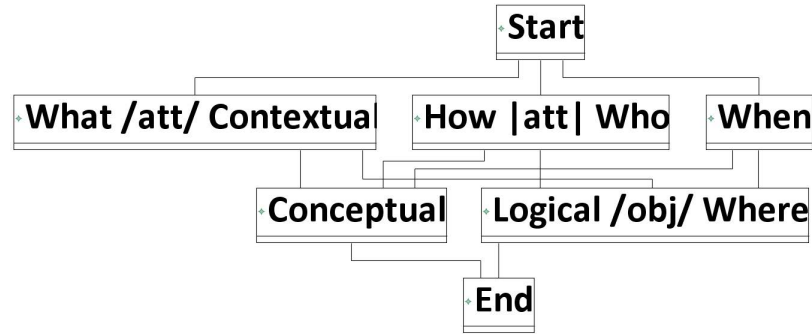 Start
What /att/ Contextual
How |att| Who
When
Conceptual
Logical /obj/ Where
End